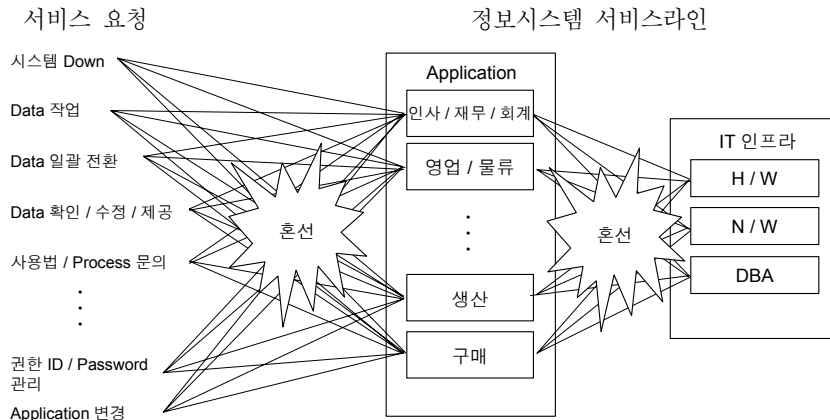 서비스 요청
정보시스템 서비스라인
시스템 Down
Data 작업
Data 일괄 전환
Data 확인 / 수정 / 제공
사용법 / Process 문의
권한 ID / Password
관리
Application 변경
혼선
Application
인사 / 재무 / 회계
영업 / 물류
생산
구매
혼선
IT 인프라
H / W
N / W
DBA